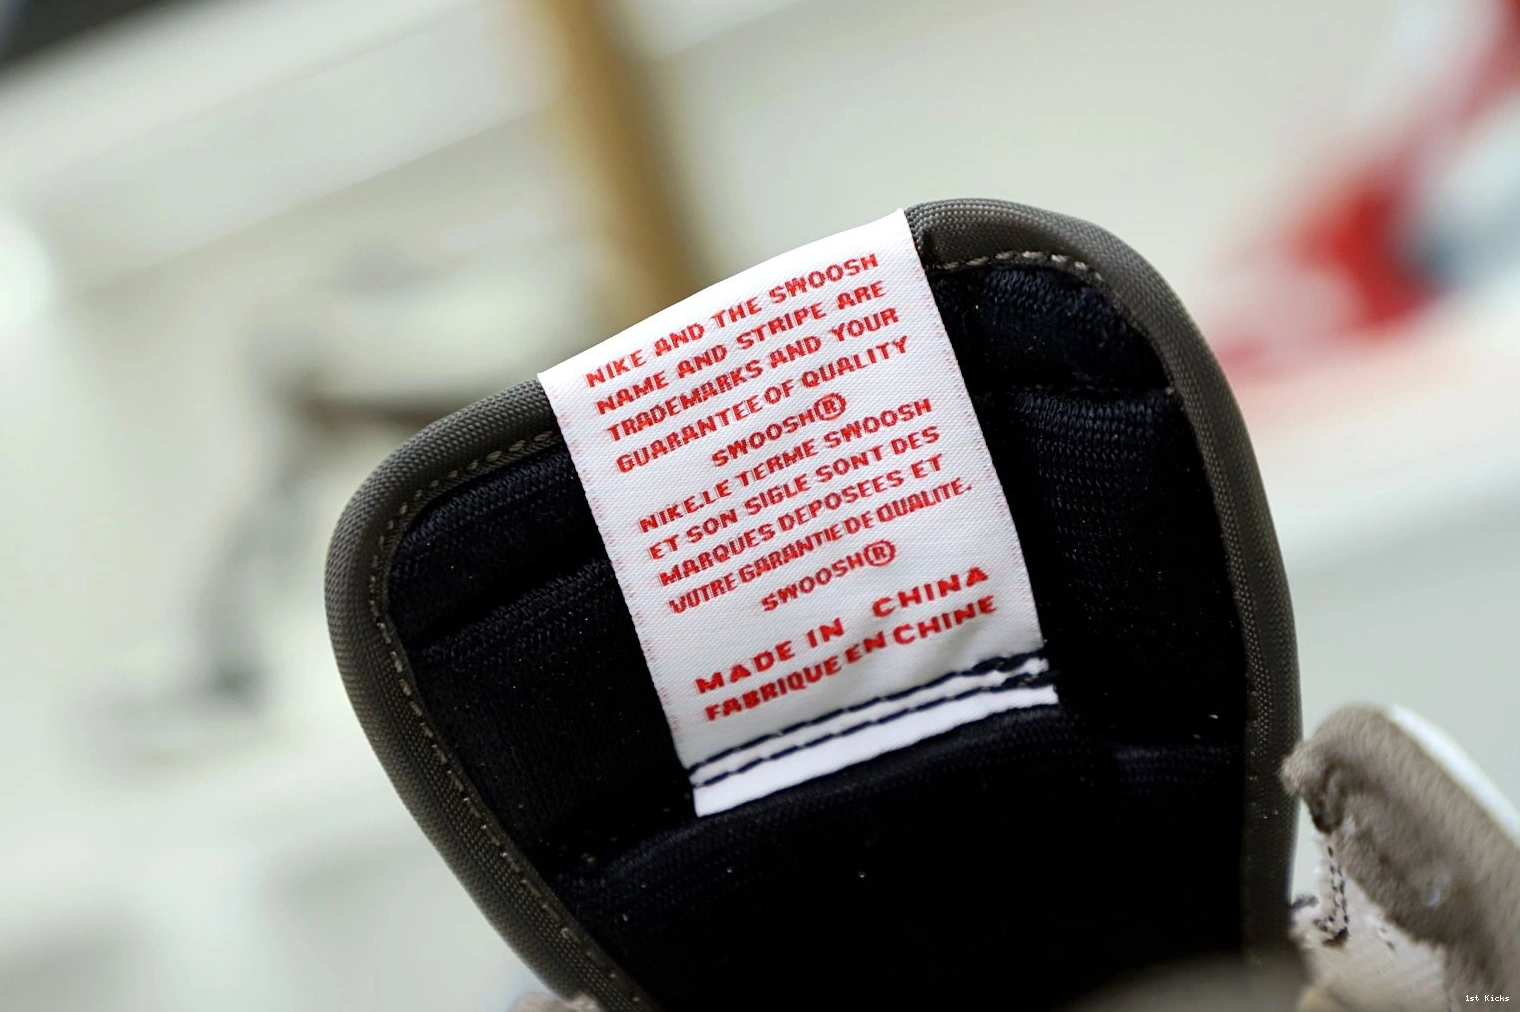 NIKE AND THE SWOOSH
NAME AND STRIPE ARE
TRADEMARKS AND YOUR
GUARANTEE OF QUALITY
SWOOSH®
NIKE.LE TERME SWOOSH
ET SON SIGLE SONT DES
MARQUES DEPOSEES ET
VOTRE GARANTIE DE QUALITE.
SWOOSH®
MADE IN CHINA
FABRIQUE EN CHINE
1st Kicks